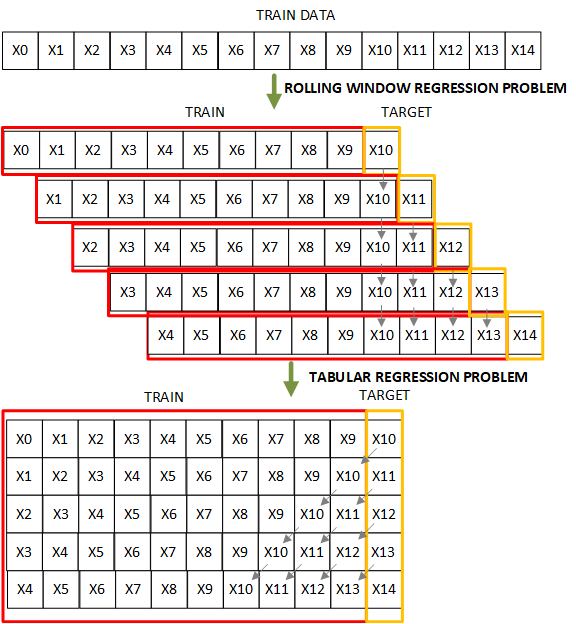 TRAIN DATA
X0 X1 X2 X3 X4 X5 X6 X7 X8 X9 X10 X11 X12 X13 X14
ROLLING WINDOW REGRESSION PROBLEM
TRAIN TARGET
X0 X1 X2 X3 X4 X5 X6 X7 X8 X9 X10
X1 X2 X3 X4 X5 X6 X7 X8 X9 X10 X11
X2 X3 X4 X5 X6 X7 X8 X9 X10 X11 X12
X3 X4 X5 X6 X7 X8 X9 X10 X11 X12 X13
X4 X5 X6 X7 X8 X9 X10 X11 X12 X13 X14
TABULAR REGRESSION PROBLEM
TRAIN TARGET
X0 X1 X2 X3 X4 X5 X6 X7 X8 X9 X10
X1 X2 X3 X4 X5 X6 X7 X8 X9 X10 X11
X2 X3 X4 X5 X6 X7 X8 X9 X10 X11 X12
X3 X4 X5 X6 X7 X8 X9 X10 X11 X12 X13
X4 X5 X6 X7 X8 X9 X10 X11 X12 X13 X14